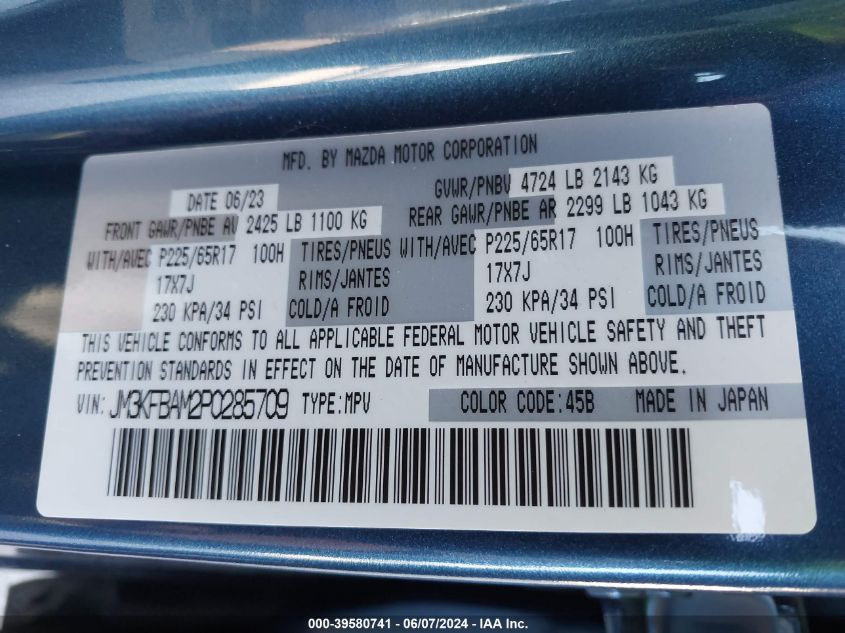 MFD. BY MAZDA MOTOR CORPORATION
DATE 06/23 GVWR/PNBV 4724 LB 2143 KG
FRONT GAWR/PNBE AV 2425 LB 1100 KG REAR GAWR/PNBE AR 2299 LB 1043 KG
WITH/AVEC P225/65R17 100H TIRES/PNEUS WITH/AVEC P225/65R17 100H TIRES/PNEUS
17X7J RIMS/JANTES 17X7J RIMS/JANTES
230 KPA/34 PSI COLD/A FROID 230 KPA/34 PSI COLD/A FROID
THIS VEHICLE CONFORMS TO ALL APPLICABLE FEDERAL MOTOR VEHICLE SAFETY AND THEFT
PREVENTION STANDARDS IN EFFECT ON THE DATE OF MANUFACTURE SHOWN ABOVE.
VIN: JM3KFBAM2P0285709 TYPE:MPV COLOR CODE:45B MADE IN JAPAN
000-39580741 - 06/07/2024 - IAA Inc.